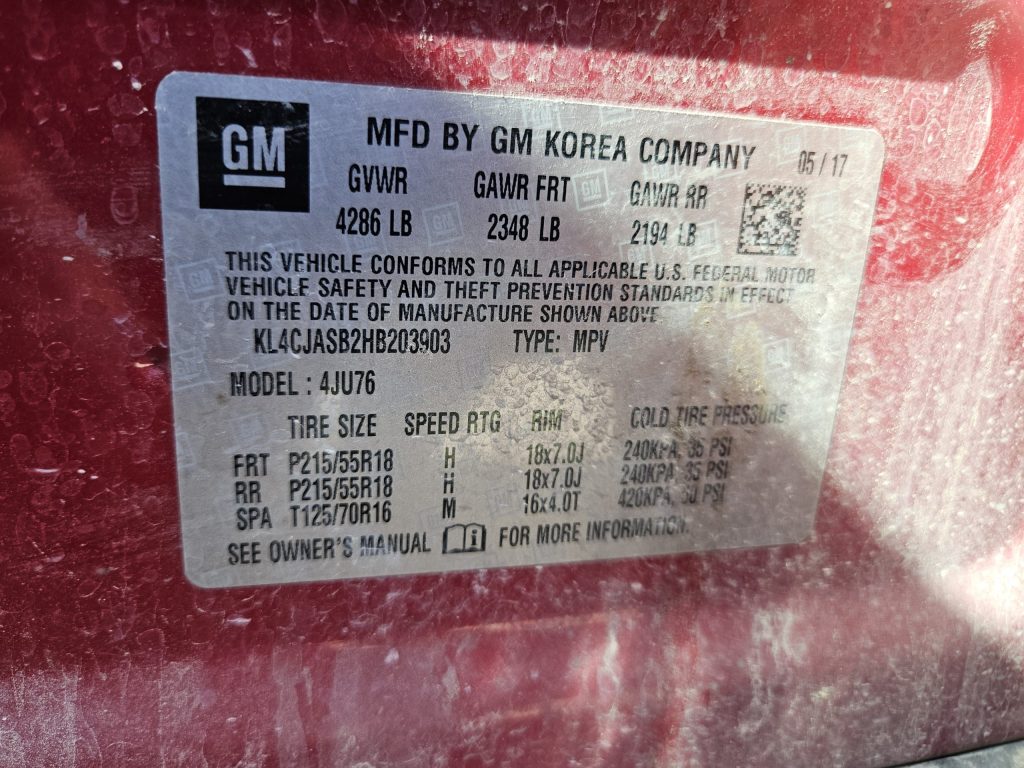 GM
MFD BY GM KOREA COMPANY 05 / 17
GVWR GAWR FRT GAWR RR
4286 LB 2348 LB 2194 LB
THIS VEHICLE CONFORMS TO ALL APPLICABLE U.S. FEDERAL MOTOR
VEHICLE SAFETY AND THEFT PREVENTION STANDARDS IN EFFECT
ON THE DATE OF MANUFACTURE SHOWN ABOVE.
KL4CJASB2HB203903 TYPE: MPV
MODEL : 4JU76
TIRE SIZE SPEED RTG RIM COLD TIRE PRESSURE
FRT P215/55R18 H 18x7.0J 240KPA, 35 PSI
RR P215/55R18 H 18x7.0J 240KPA, 35 PSI
SPA T125/70R16 M 16x4.0T 420KPA, 60 PSI
SEE OWNER'S MANUAL FOR MORE INFORMATION.